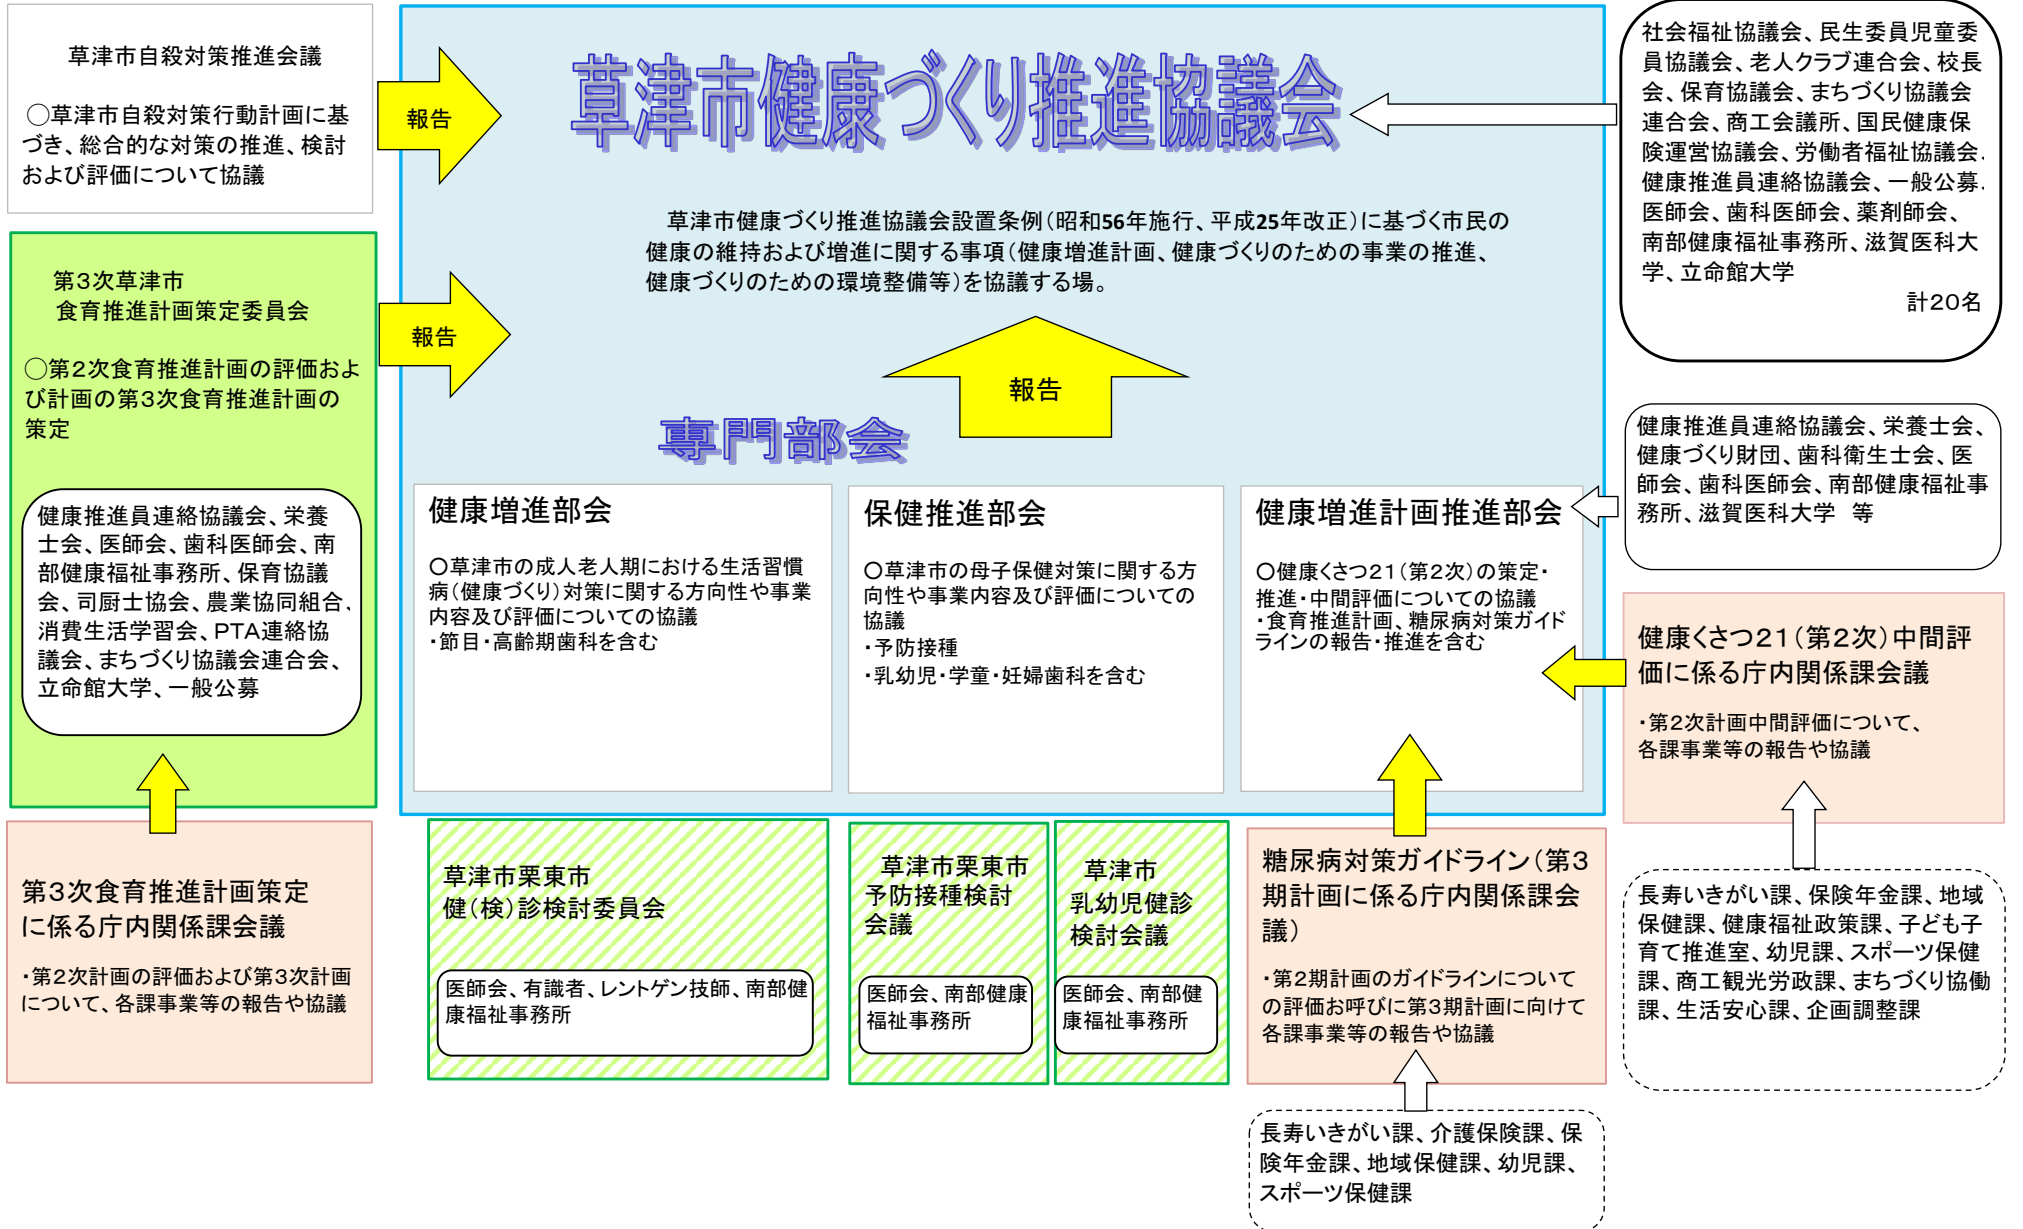 草津市自殺対策推進会議
○草津市自殺対策行動計画に基
づき、総合的な対策の推進、検討
および評価について協議
報告
草津市健康づくり推進協議会
草津市健康づくり推進協議会設置条例(昭和56年施行、平成25年改正)に基づく市民の
健康の維持および増進に関する事項(健康増進計画、健康づくりのための事業の推進、
健康づくりのための環境整備等)を協議する場。
社会福祉協議会、民生委員児童委
員協議会、老人クラブ連合会、校長
会、保育協議会、まちづくり協議会
連合会、商工会議所、国民健康保
険運営協議会、労働者福祉協議会、
健康推進員連絡協議会、一般公募、
医師会、歯科医師会、薬剤師会、
南部健康福祉事務所、滋賀医科大
学、立命館大学
計20名
第3次草津市
食育推進計画策定委員会
○第2次食育推進計画の評価およ
び計画の第3次食育推進計画の
策定
健康推進員連絡協議会、栄養
士会、医師会、歯科医師会、南
部健康福祉事務所、保育協議
会、司厨士協会、農業協同組合、
消費生活学習会、PTA連絡協
議会、まちづくり協議会連合会、
立命館大学、一般公募
報告
報告
専門部会
健康増進部会
○草津市の成人老人期における生活習慣
病(健康づくり)対策に関する方向性や事業
内容及び評価についての協議
・節目・高齢期歯科を含む
保健推進部会
○草津市の母子保健対策に関する方
向性や事業内容及び評価についての
協議
・予防接種
・乳幼児・学童・妊婦歯科を含む
健康増進計画推進部会
○健康くさつ21(第2次)の策定・
推進・中間評価についての協議
・食育推進計画、糖尿病対策ガイド
ラインの報告・推進を含む
健康推進員連絡協議会、栄養士会、
健康づくり財団、歯科衛生士会、医
師会、歯科医師会、南部健康福祉事
務所、滋賀医科大学 等
健康くさつ21(第2次)中間評
価に係る庁内関係課会議
・第2次計画中間評価について、
各課事業等の報告や協議
第3次食育推進計画策定
に係る庁内関係課会議
・第2次計画の評価および第3次計画
について、各課事業等の報告や協議
草津市栗東市
健(検)診検討委員会
医師会、有識者、レントゲン技師、南部健
康福祉事務所
草津市栗東市
予防接種検討
会議
医師会、南部健康
福祉事務所
草津市
乳幼児健診
検討会議
医師会、南部健
康福祉事務所
糖尿病対策ガイドライン(第3
期計画に係る庁内関係課会
議)
・第2期計画のガイドラインについて
の評価お呼びに第3期計画に向けて
各課事業等の報告や協議
長寿いきがい課、保険年金課、地域
保健課、健康福祉政策課、子ども子
育て推進室、幼児課、スポーツ保健
課、商工観光労政課、まちづくり協働
課、生活安心課、企画調整課
長寿いきがい課、介護保険課、保
険年金課、地域保健課、幼児課、
スポーツ保健課